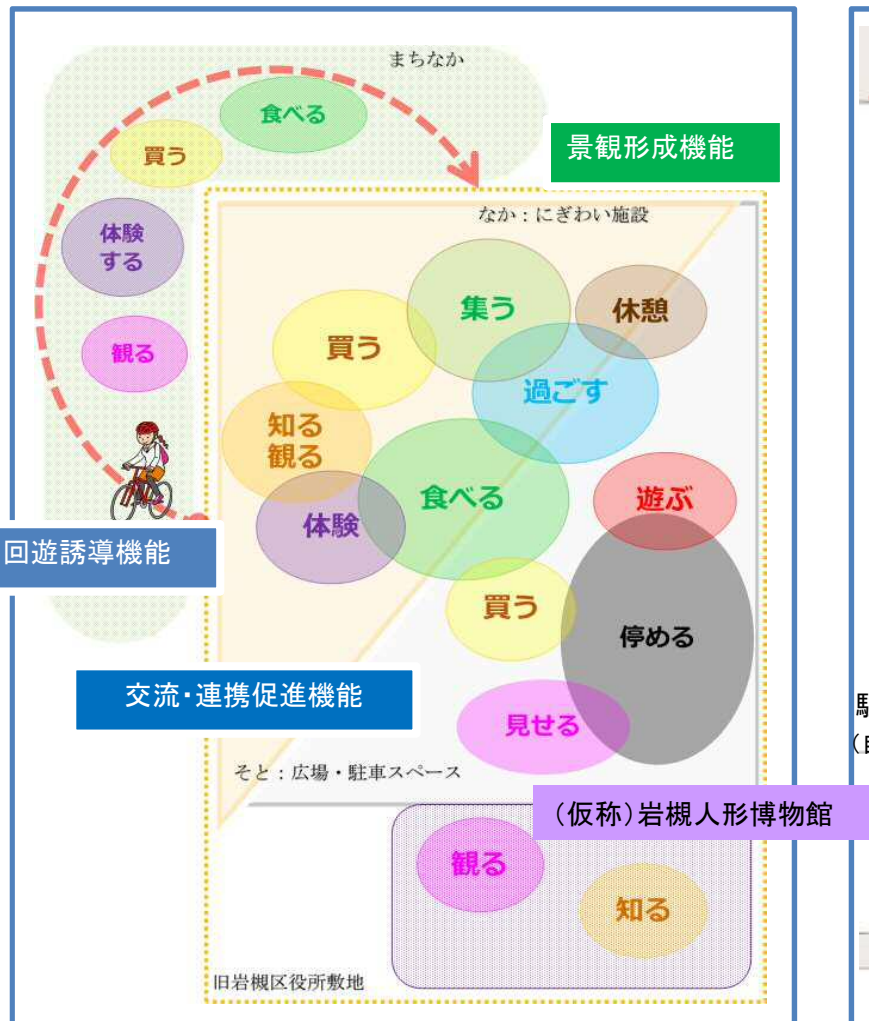 まちなか
食べる
買う
体験
する
観る
景観形成機能
なか：にぎわい施設
集う
休憩
買う
過ごす
知る
観る
食べる
体験
遊ぶ
回遊誘導機能
買う
停める
交流・連携促進機能
見せる
そと：広場・駐車スペース
（仮称）岩槻人形博物館
観る
知る
旧岩槻区役所敷地